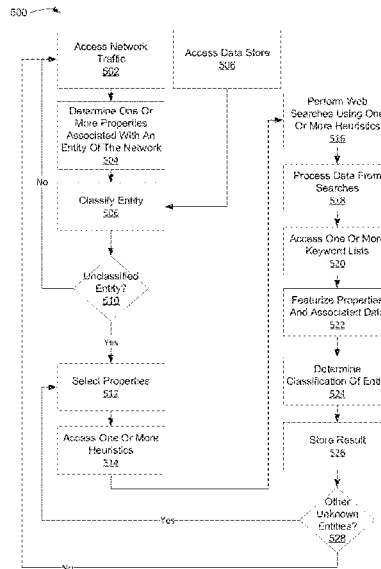 500
Access Network
Traffic
502
Access Data Store
506
Determine One Or
More Properties
Associated With An
Entity Of The Network
504
No
Classify Entity
Unclassified
Entity?
510
Yes
Select Properties
512
Access One Or More
Heuristics
514
Perform Web
Searches Using One
Or More Heuristics
516
Process Data From
Searches
518
Access One Or More
Keyword Lists
520
Featurize Properties
And Associated Data
522
Determine
Classification Of Entity
524
Store Result
526
Other
Unknown
Entities?
528
Yes
No